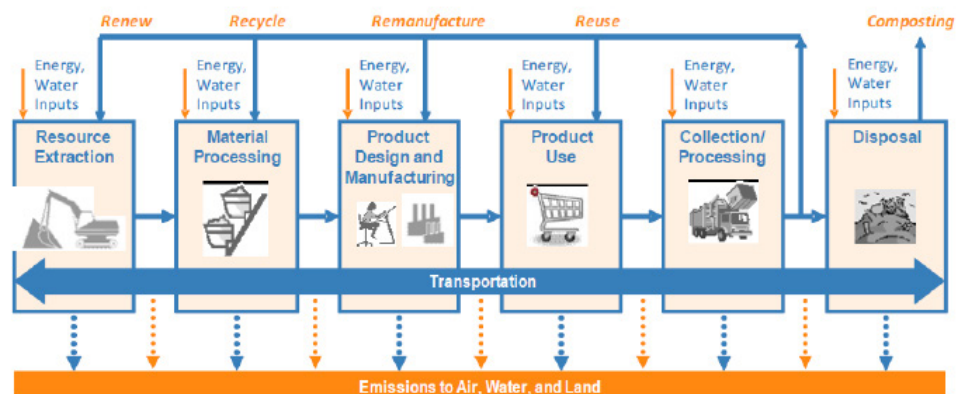 Renew Recycle Remanufacture Reuse Composting
Energy, Water Inputs
Energy, Water Inputs
Energy, Water Inputs
Energy, Water Inputs
Energy, Water Inputs
Energy, Water Inputs
Resource Extraction
Material Processing
Product Design and Manufacturing
Product Use
Collection/ Processing
Disposal
Transportation
Emissions to Air, Water, and Land